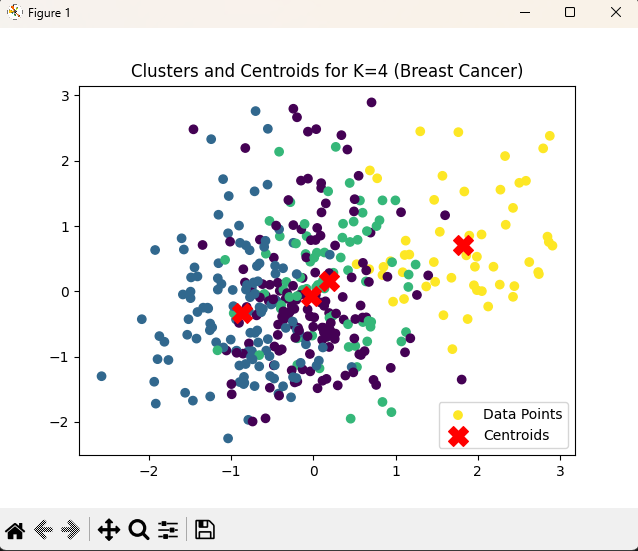 Figure 1
Clusters and Centroids for K=4 (Breast Cancer)
3
2
1
0
−1
−2
−2 −1 0 1 2 3
Data Points
Centroids